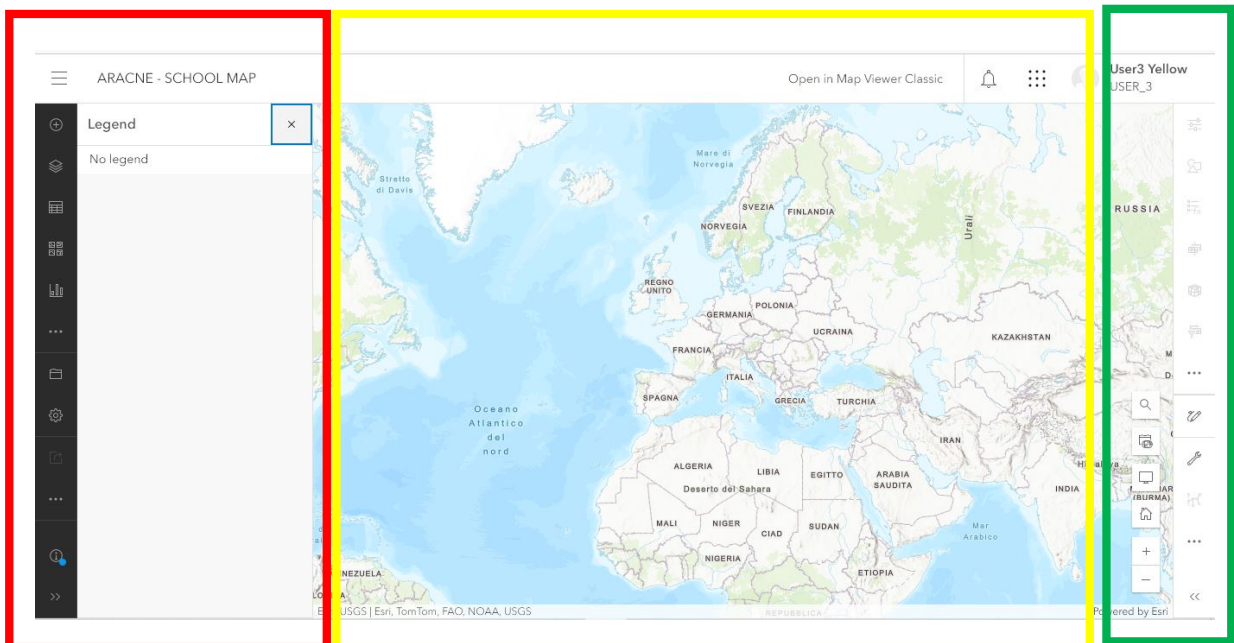 ARACNE - SCHOOL MAP
Open in Map Viewer Classic
User3 Yellow
USER_3
Legend
No legend
Stretto
di Davis
Mare di
Norvegia
SVEZIA
FINLANDIA
NORVEGIA
Urali
RUSSIA
REGNO
UNITO
POLONIA
GERMANIA
UCRAINA
KAZAKHSTAN
FRANCIA
ITALIA
SPAGNA
GRECIA
TURCHIA
Oceano
Atlantico
del
nord
IRAN
ALGERIA
LIBIA
EGITTO
ARABIA
SAUDITA
Deserto del Sahara
INDIA
(BURMA)
MALI
NIGER
CIAD
SUDAN
Mar
Arabico
NIGERIA
ETIOPIA
NEZUELA
REPUBBLICA
USGS | Esri, TomTom, FAO, NOAA, USGS
Powered by Esri